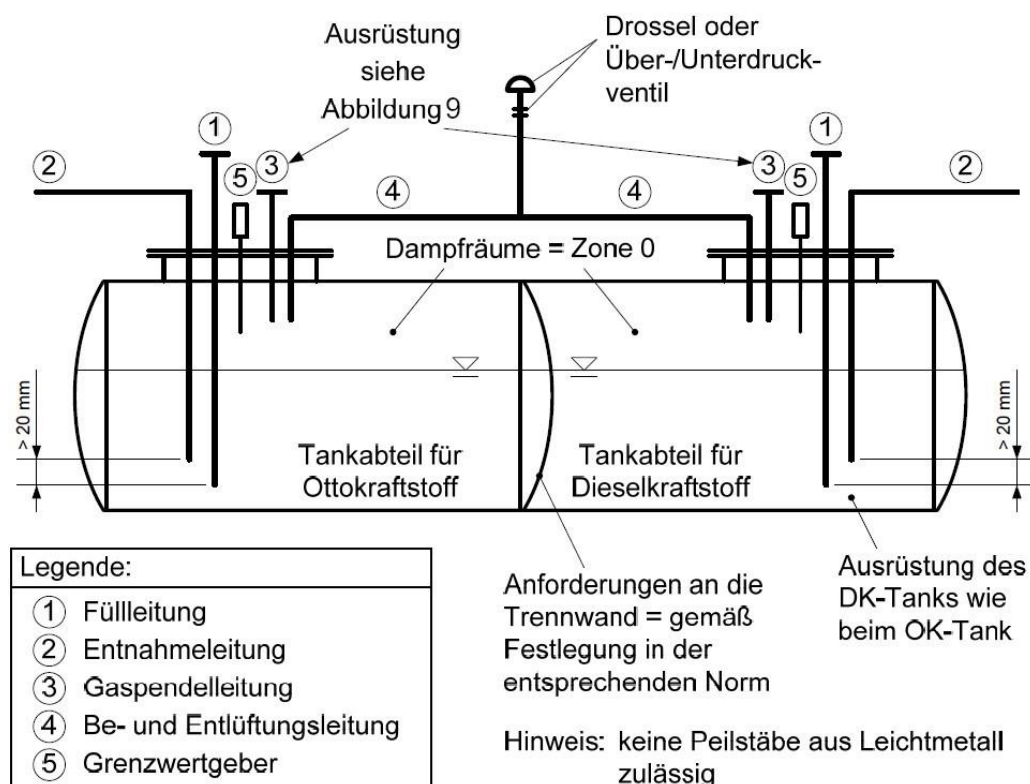 Ausrüstung
siehe
Abbildung 9
Drossel oder
Über-/Unterdruck-
ventil
1
2
5
3
4
4
3
5
1
2
Dampfräume = Zone 0
> 20 mm
Tankabteil für
Ottokraftstoff
Tankabteil für
Dieselkraftstoff
> 20 mm
Legende:
1 Füllleitung
2 Entnahmeleitung
3 Gaspendelleitung
4 Be- und Entlüftungsleitung
5 Grenzwertgeber
Anforderungen an die
Trennwand = gemäß
Festlegung in der
entsprechenden Norm
Ausrüstung des
DK-Tanks wie
beim OK-Tank
Hinweis: keine Peilstäbe aus Leichtmetall
zulässig